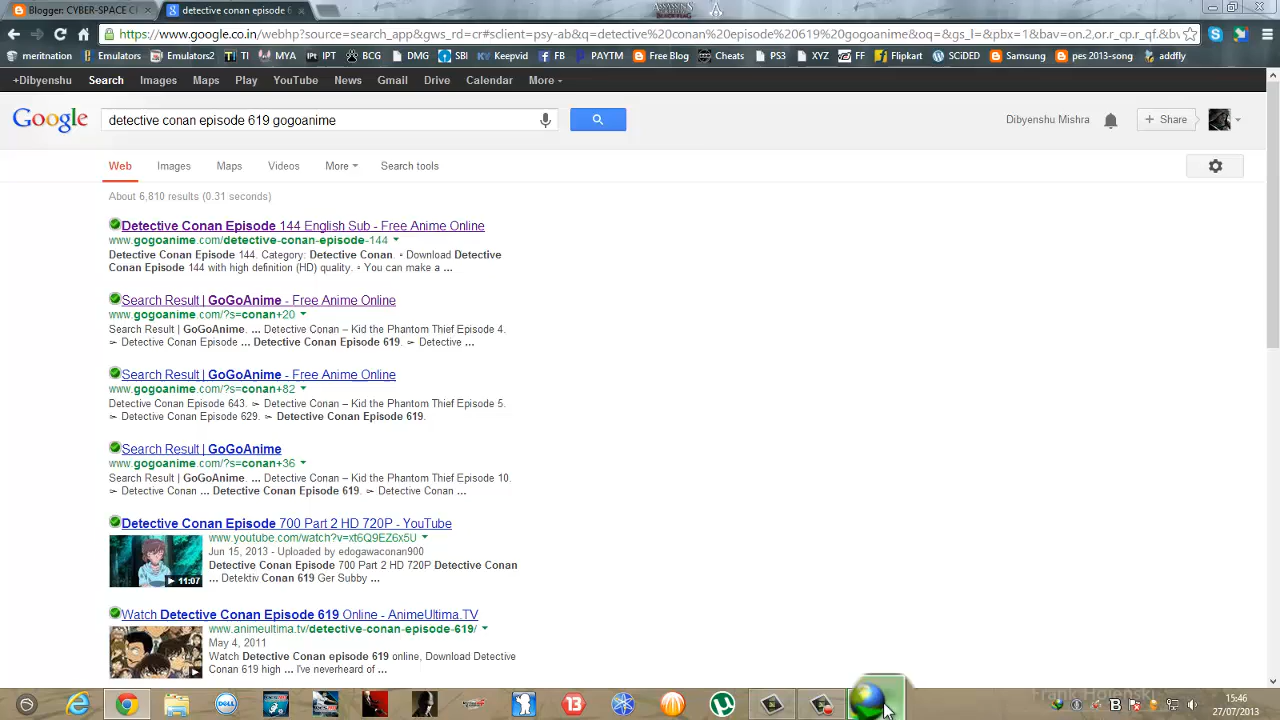 Blogger: CYBER-SPACE C
detective conan episode 6
https://www.google.co.in/webhp?source=search_app&gws_rd=cr#sclient=psy-ab&q=detective%20conan%20episode%20619%20gogoanime&oq=&gs_l=&pbx=1&bav=on.2,or.r_cp.r_qf.&bv
meritnation Emulators Emulators2 TI MYA IPT BCG DMG SBI Keepvid FB PAYTM Free Blog Cheats PS3 XDA FF Flipkart SCiDED Samsung pes 2013-song addfly
+Dibyenshu Search Images Maps Play YouTube News Gmail Drive Calendar More
Google detective conan episode 619 gogoanime Dibyenshu Mishra + Share
Web Images Maps Videos More Search tools
About 6,810 results (0.31 seconds)
Detective Conan Episode 144 English Sub - Free Anime Online
www.gogoanime.com/detective-conan-episode-144
Detective Conan Episode 144. Category: Detective Conan. ▫ Download Detective
Conan Episode 144 with high definition (HD) quality. ▫ You can make a ...
Search Result | GoGoAnime - Free Anime Online
www.gogoanime.com/?s=conan+20
Search Result | GoGoAnime. ... Detective Conan – Kid the Phantom Thief Episode 4.
➢ Detective Conan Episode ... Detective Conan Episode 619. ➢ Detective ...
Search Result | GoGoAnime - Free Anime Online
www.gogoanime.com/?s=conan+82
Detective Conan Episode 643. ➢ Detective Conan – Kid the Phantom Thief Episode 5.
➢ Detective Conan Episode 629. ➢ Detective Conan Episode 619.
Search Result | GoGoAnime
www.gogoanime.com/?s=conan+36
Search Result | GoGoAnime. ... Detective Conan – Kid the Phantom Thief Episode 10.
➢ Detective Conan ... Detective Conan Episode 619. ➢ Detective Conan ...
Detective Conan Episode 700 Part 2 HD 720P - YouTube
www.youtube.com/watch?v=xt6Q9EZ6x5U
Jun 15, 2013 - Uploaded by edogawaconan900
Detective Conan Episode 700 Part 2 HD 720P Detective Conan
... Detektiv Conan 619 Ger Subby ...
11:07
Watch Detective Conan Episode 619 Online - AnimeUltima.TV
www.animeultima.tv/detective-conan-episode-619/
May 4, 2011
Watch Detective Conan episode 619 online, Download Detective
Conan 619 high ... I've neverheard of ...
DELL
13
15:46
27/07/2013